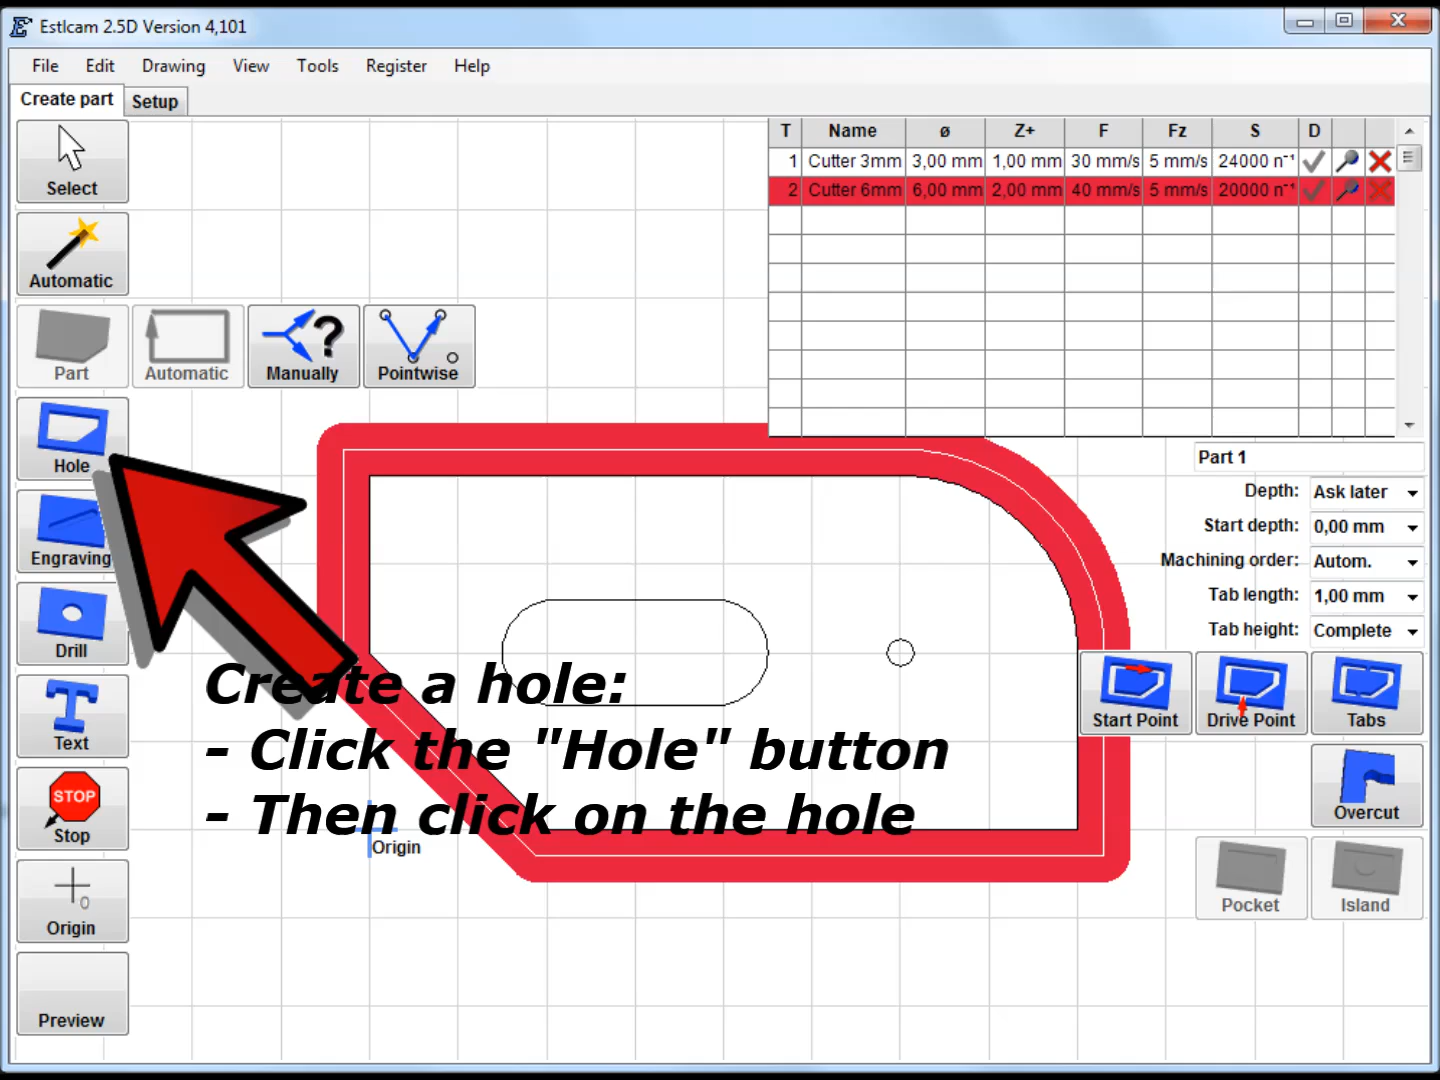 Estlcam 2.5D Version 4,101
File Edit Drawing View Tools Register Help
Create part Setup
Select
Automatic
Part Automatic Manually Pointwise
Hole
Engraving
Drill
Text
STOP
Stop
Origin
Preview
T Name ø Z+ F Fz S D
1 Cutter 3mm 3,00 mm 1,00 mm 30 mm/s 5 mm/s 24000 n⁻¹
2 Cutter 6mm 6,00 mm 2,00 mm 40 mm/s 5 mm/s 20000 n⁻¹
Part 1
Depth: Ask later
Start depth: 0,00 mm
Machining order: Autom.
Tab length: 1,00 mm
Tab height: Complete
Start Point Drive Point Tabs
Overcut
Pocket Island
Create a hole:
- Click the "Hole" button
- Then click on the hole
Origin